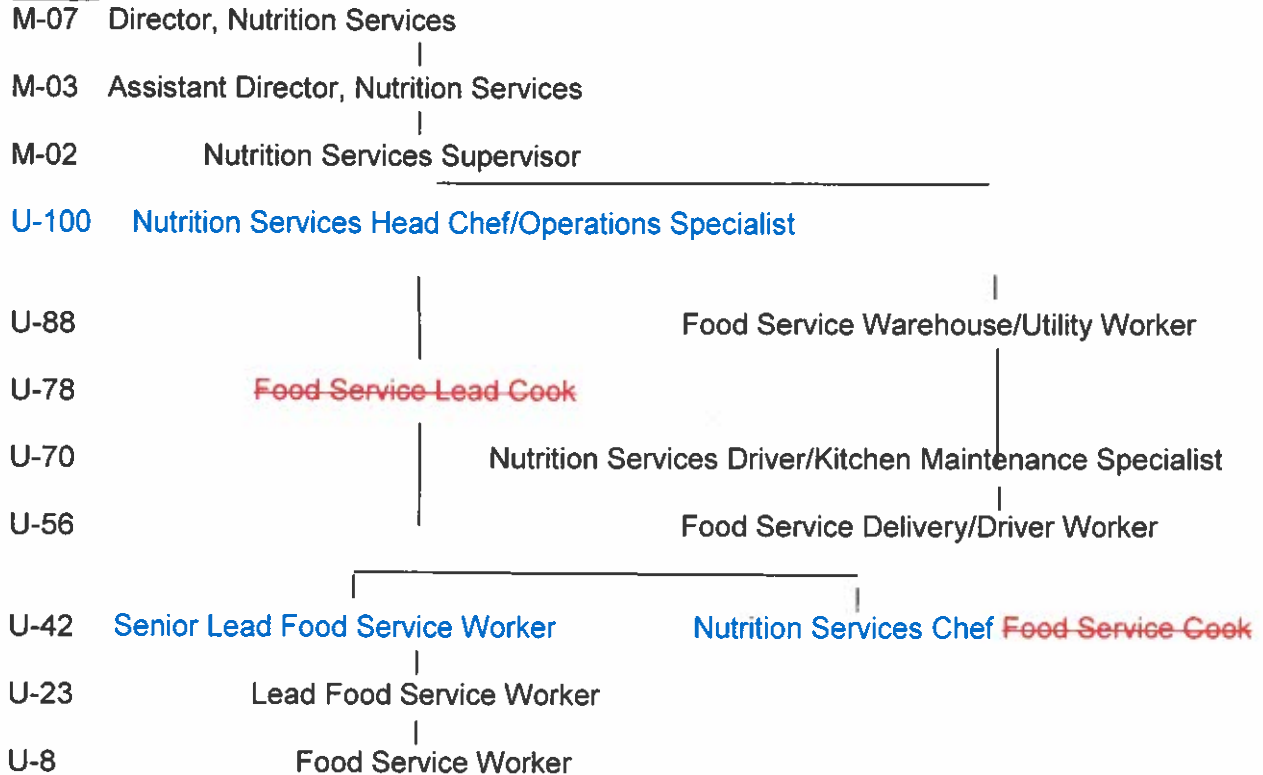 M-07 Director, Nutrition Services
M-03 Assistant Director, Nutrition Services
M-02 Nutrition Services Supervisor
U-100 Nutrition Services Head Chef/Operations Specialist
U-88 Food Service Warehouse/Utility Worker
U-78 Food Service Lead Cook
U-70 Nutrition Services Driver/Kitchen Maintenance Specialist
U-56 Food Service Delivery/Driver Worker
U-42 Senior Lead Food Service Worker Nutrition Services Chef Food Service Cook
U-23 Lead Food Service Worker
U-8 Food Service Worker